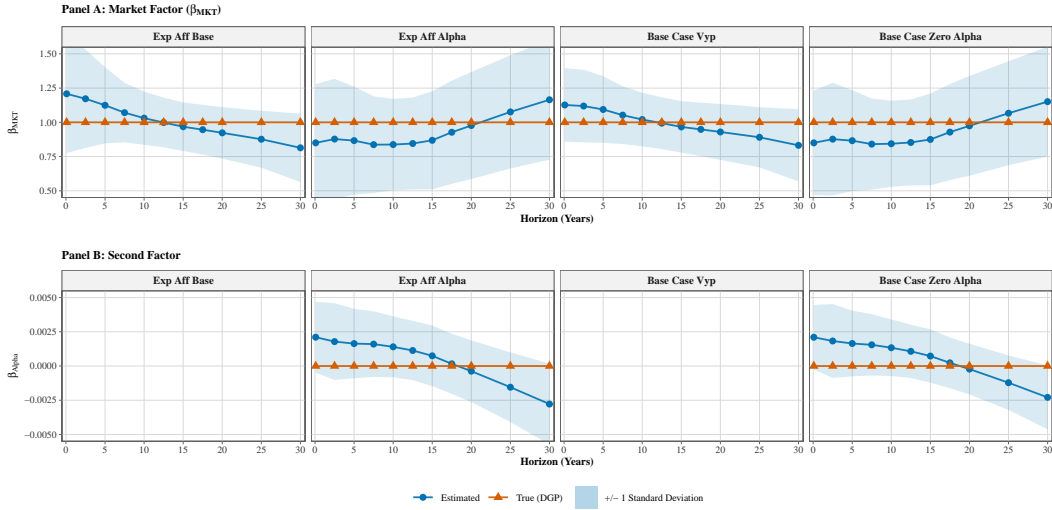 Panel A: Market Factor (βMKT)
Exp Aff Base Exp Aff Alpha Base Case Vyp Base Case Zero Alpha
1.50
1.25
1.00
0.75
0.50
βMKT
0 5 10 15 20 25 30 0 5 10 15 20 25 30 0 5 10 15 20 25 30 0 5 10 15 20 25 30
Horizon (Years)
Panel B: Second Factor
Exp Aff Base Exp Aff Alpha Base Case Vyp Base Case Zero Alpha
0.0050
0.0025
0.0000
−0.0025
−0.0050
βAlpha
0 5 10 15 20 25 30 0 5 10 15 20 25 30 0 5 10 15 20 25 30 0 5 10 15 20 25 30
Horizon (Years)
Estimated True (DGP) +/− 1 Standard Deviation